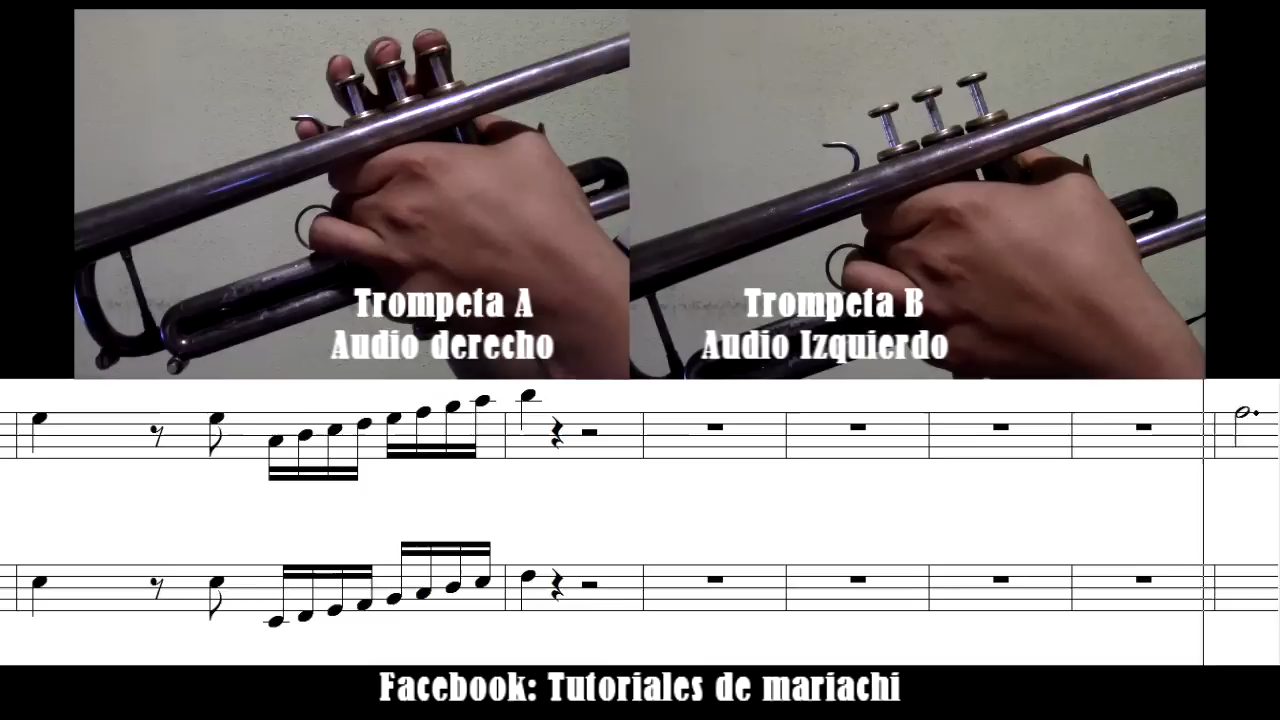 Trompeta A
Audio derecho
Trompeta B
Audio Izquierdo
Facebook: Tutoriales de mariachi